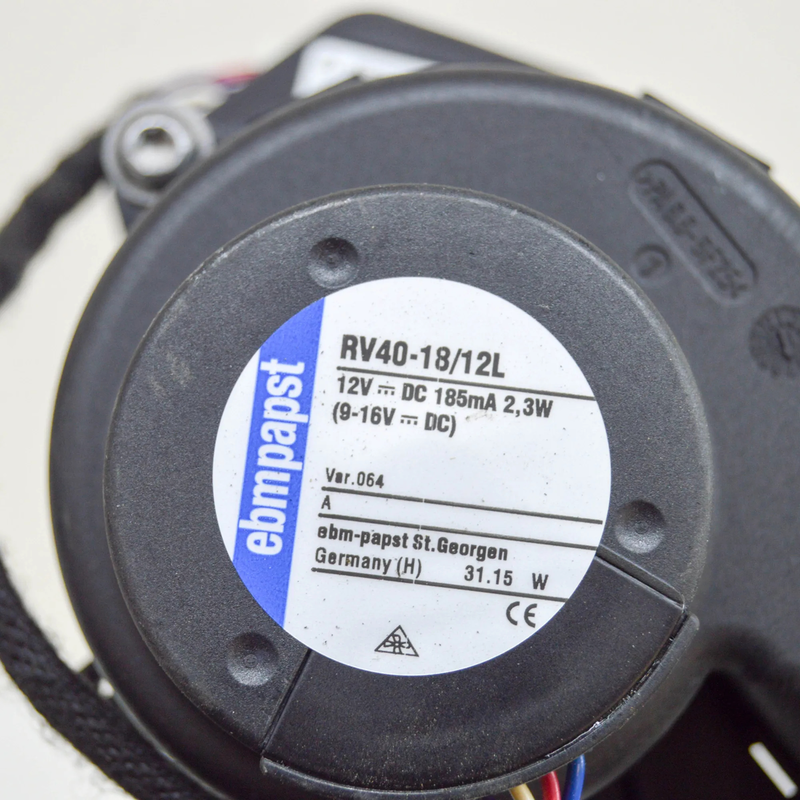 ebmpapst
RV40-18/12L
12V ⎓ DC 185mA 2,3W
(9-16V ⎓ DC)
Var.064
A
ebm-papst St.Georgen
Germany (H) 31.15 W
CE